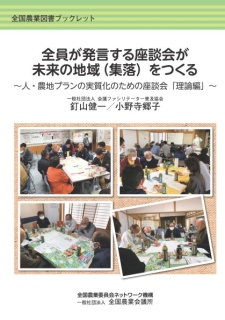 全国農業図書ブックレット
全員が発言する座談会が
未来の地域(集落)をつくる
～人・農地プランの実質化のための座談会「理論編」～
一般社団法人 会議ファシリテーター普及協会
釘山健一／小野寺郷子
全国農業委員会ネットワーク機構
一般社団法人 全国農業会議所